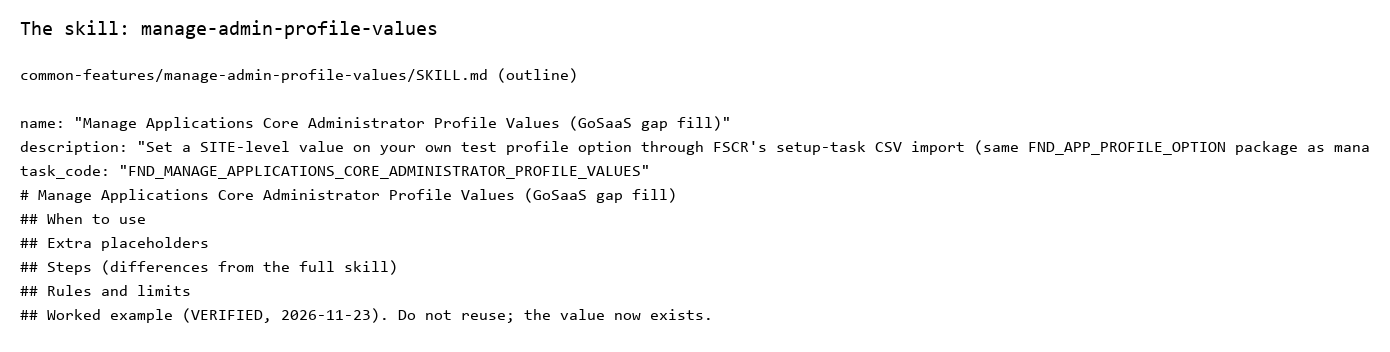 The skill: manage-admin-profile-values
common-features/manage-admin-profile-values/SKILL.md (outline)
name: "Manage Applications Core Administrator Profile Values (GoSaaS gap fill)"
description: "Set a SITE-level value on your own test profile option through FSCR's setup-task CSV import (same FND_APP_PROFILE_OPTION package as mana
task_code: "FND_MANAGE_APPLICATIONS_CORE_ADMINISTRATOR_PROFILE_VALUES"
# Manage Applications Core Administrator Profile Values (GoSaaS gap fill)
## When to use
## Extra placeholders
## Steps (differences from the full skill)
## Rules and limits
## Worked example (VERIFIED, 2026-11-23). Do not reuse; the value now exists.